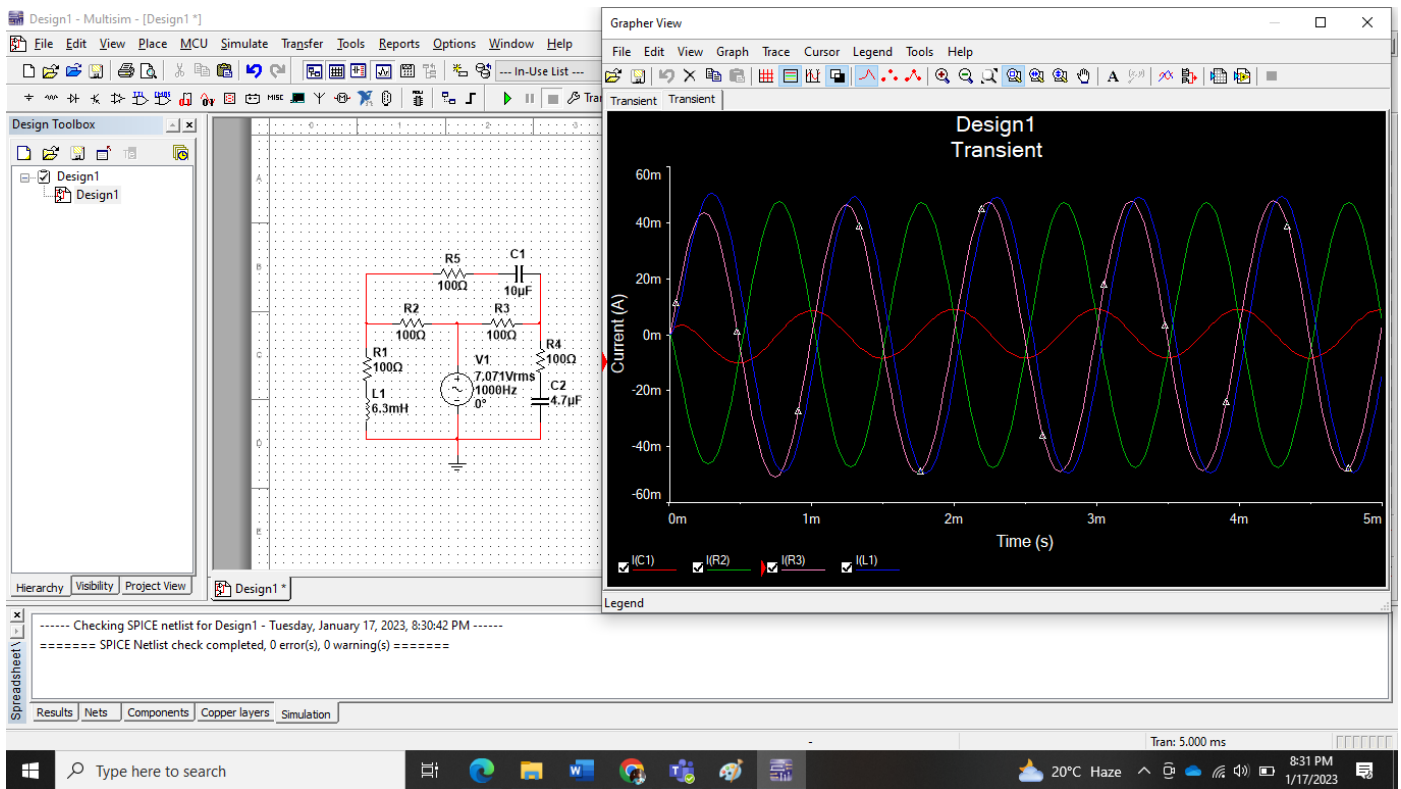 Design1 - Multisim - [Design1 *]
File Edit View Place MCU Simulate Transfer Tools Reports Options Window Help
--- In-Use List ---
MISC
Tra
Design Toolbox
Design1
Design1
Hierarchy Visibility Project View
0 1 2 3
A
B
C
D
E
R5
100Ω
C1
10µF
R2
100Ω
R3
100Ω
R1
100Ω
L1
6.3mH
V1
7.071Vrms
1000Hz
0°
R4
100Ω
C2
4.7µF
Design1 *
Grapher View
File Edit View Graph Trace Cursor Legend Tools Help
A
Transient Transient
Design1
Transient
60m
40m
20m
0m
-20m
-40m
-60m
Current (A)
0m 1m 2m 3m 4m 5m
Time (s)
I(C1) I(R2) I(R3) I(L1)
Legend
------ Checking SPICE netlist for Design1 - Tuesday, January 17, 2023, 8:30:42 PM ------
======= SPICE Netlist check completed, 0 error(s), 0 warning(s) =======
Spreadsheet \
Results Nets Components Copper layers Simulation
- Tran: 5.000 ms
Type here to search
20°C Haze
8:31 PM
1/17/2023